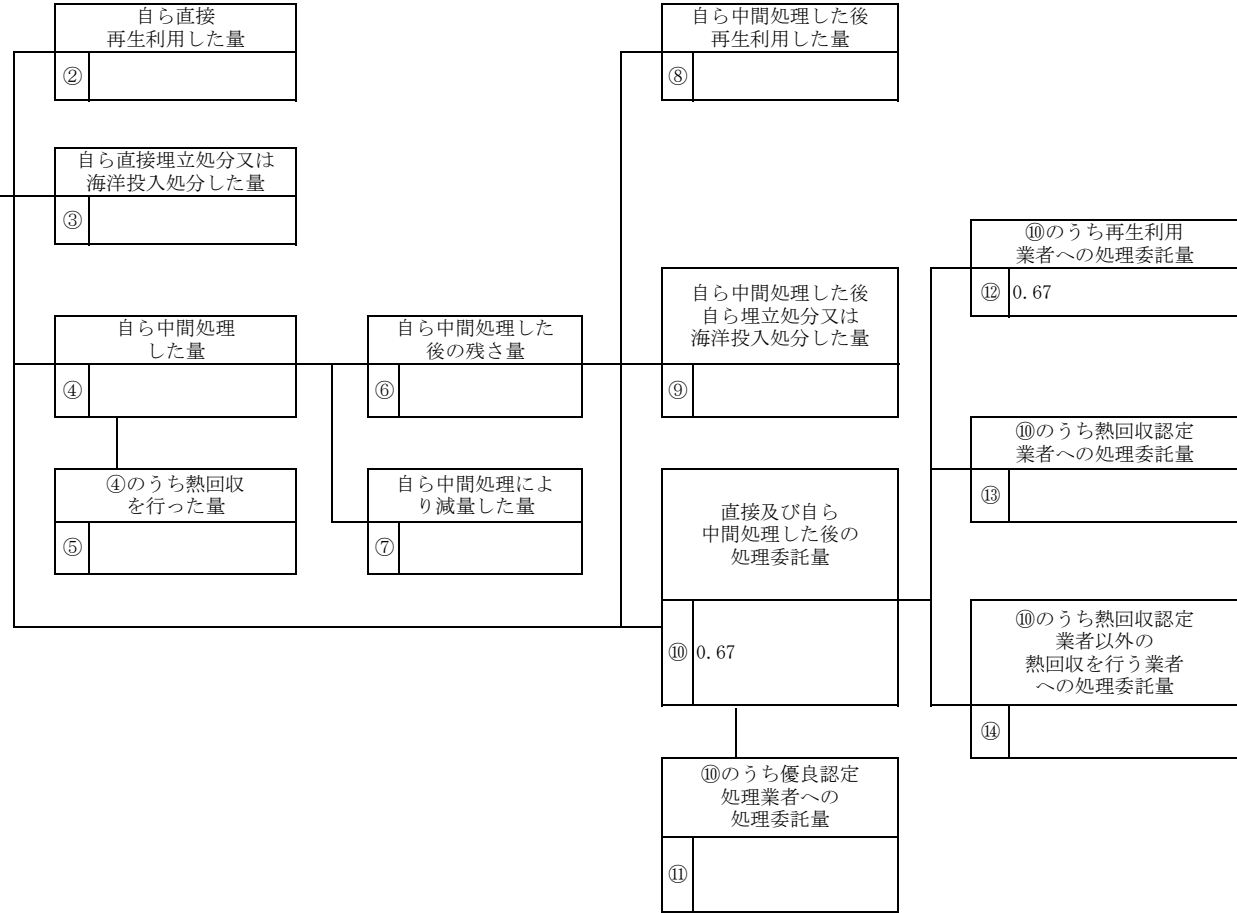 自ら直接
再生利用した量
②
自ら中間処理した後
再生利用した量
⑧
自ら直接埋立処分又は
海洋投入処分した量
③
⑩のうち再生利用
業者への処理委託量
⑫ 0.67
自ら中間処理した後
自ら埋立処分又は
海洋投入処分した量
⑨
自ら中間処理
した量
④
自ら中間処理した
後の残さ量
⑥
⑩のうち熱回収認定
業者への処理委託量
⑬
④のうち熱回収
を行った量
⑤
自ら中間処理によ
り減量した量
⑦
直接及び自ら
中間処理した後の
処理委託量
⑩ 0.67
⑩のうち熱回収認定
業者以外の
熱回収を行う業者
への処理委託量
⑭
⑩のうち優良認定
処理業者への
処理委託量
⑪